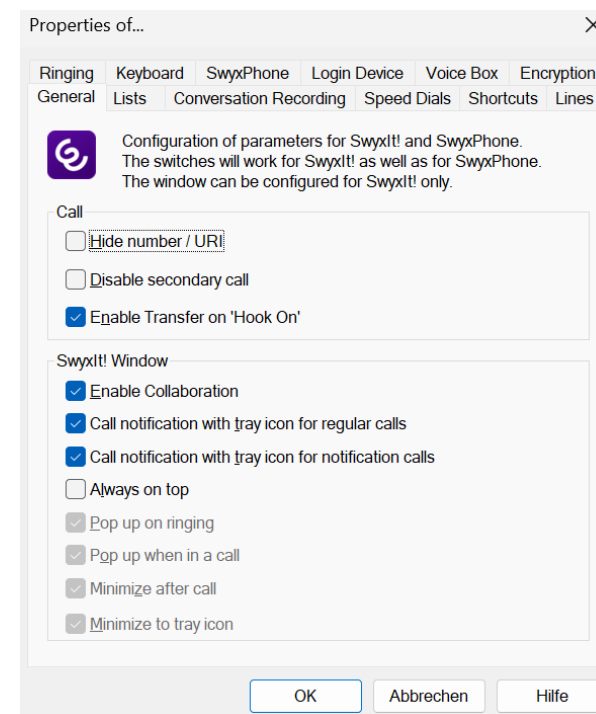 Properties of...
Ringing Keyboard SwyxPhone Login Device Voice Box Encryption
General Lists Conversation Recording Speed Dials Shortcuts Lines
Configuration of parameters for SwyxIt! and SwyxPhone.
The switches will work for SwyxIt! as well as for SwyxPhone.
The window can be configured for SwyxIt! only.
Call
Hide number / URI
Disable secondary call
Enable Transfer on 'Hook On'
SwyxIt! Window
Enable Collaboration
Call notification with tray icon for regular calls
Call notification with tray icon for notification calls
Always on top
Pop up on ringing
Pop up when in a call
Minimize after call
Minimize to tray icon
OK Abbrechen Hilfe